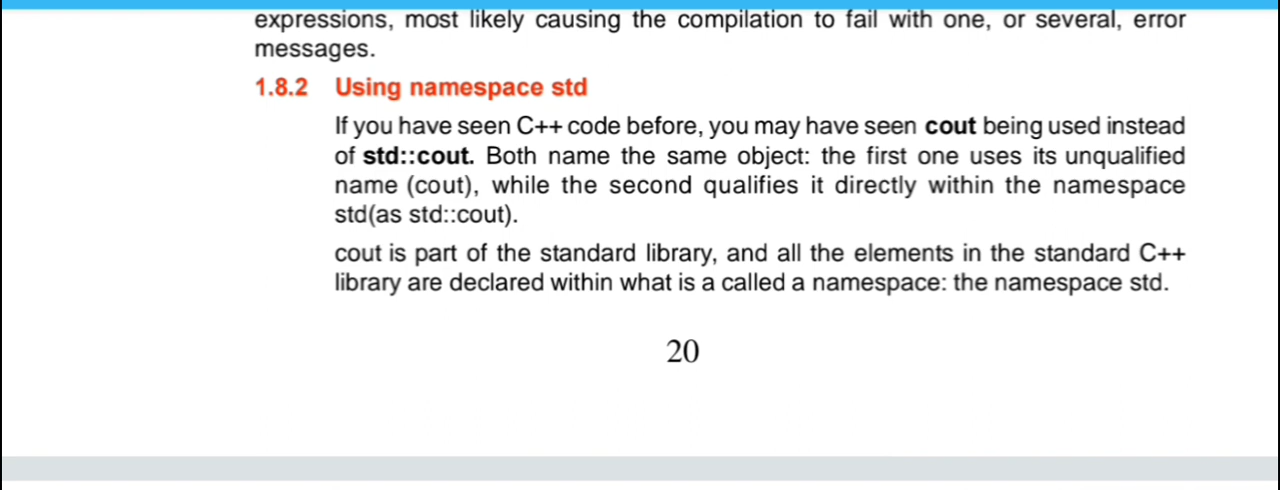 expressions, most likely causing the compilation to fail with one, or several, error
messages.
1.8.2 Using namespace std
If you have seen C++ code before, you may have seen cout being used instead
of std::cout. Both name the same object: the first one uses its unqualified
name (cout), while the second qualifies it directly within the namespace
std(as std::cout).
cout is part of the standard library, and all the elements in the standard C++
library are declared within what is a called a namespace: the namespace std.
20